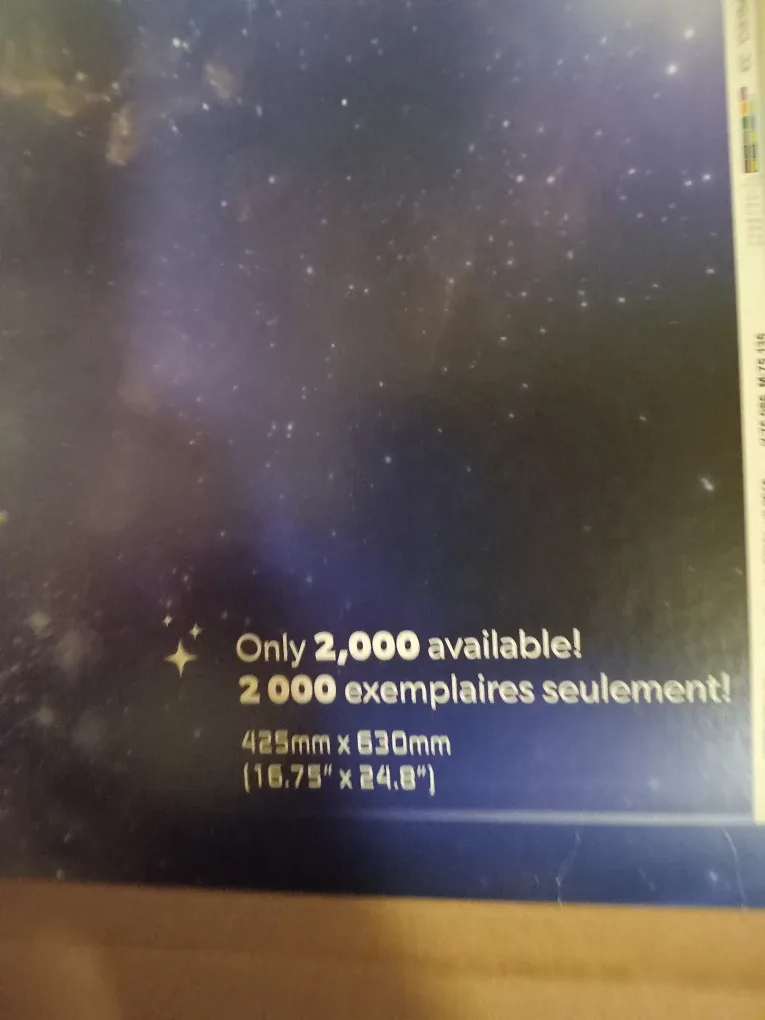 Only 2,000 available!
2 000 exemplaires seulement!
425mm x 630mm
(16.75" x 24.8")